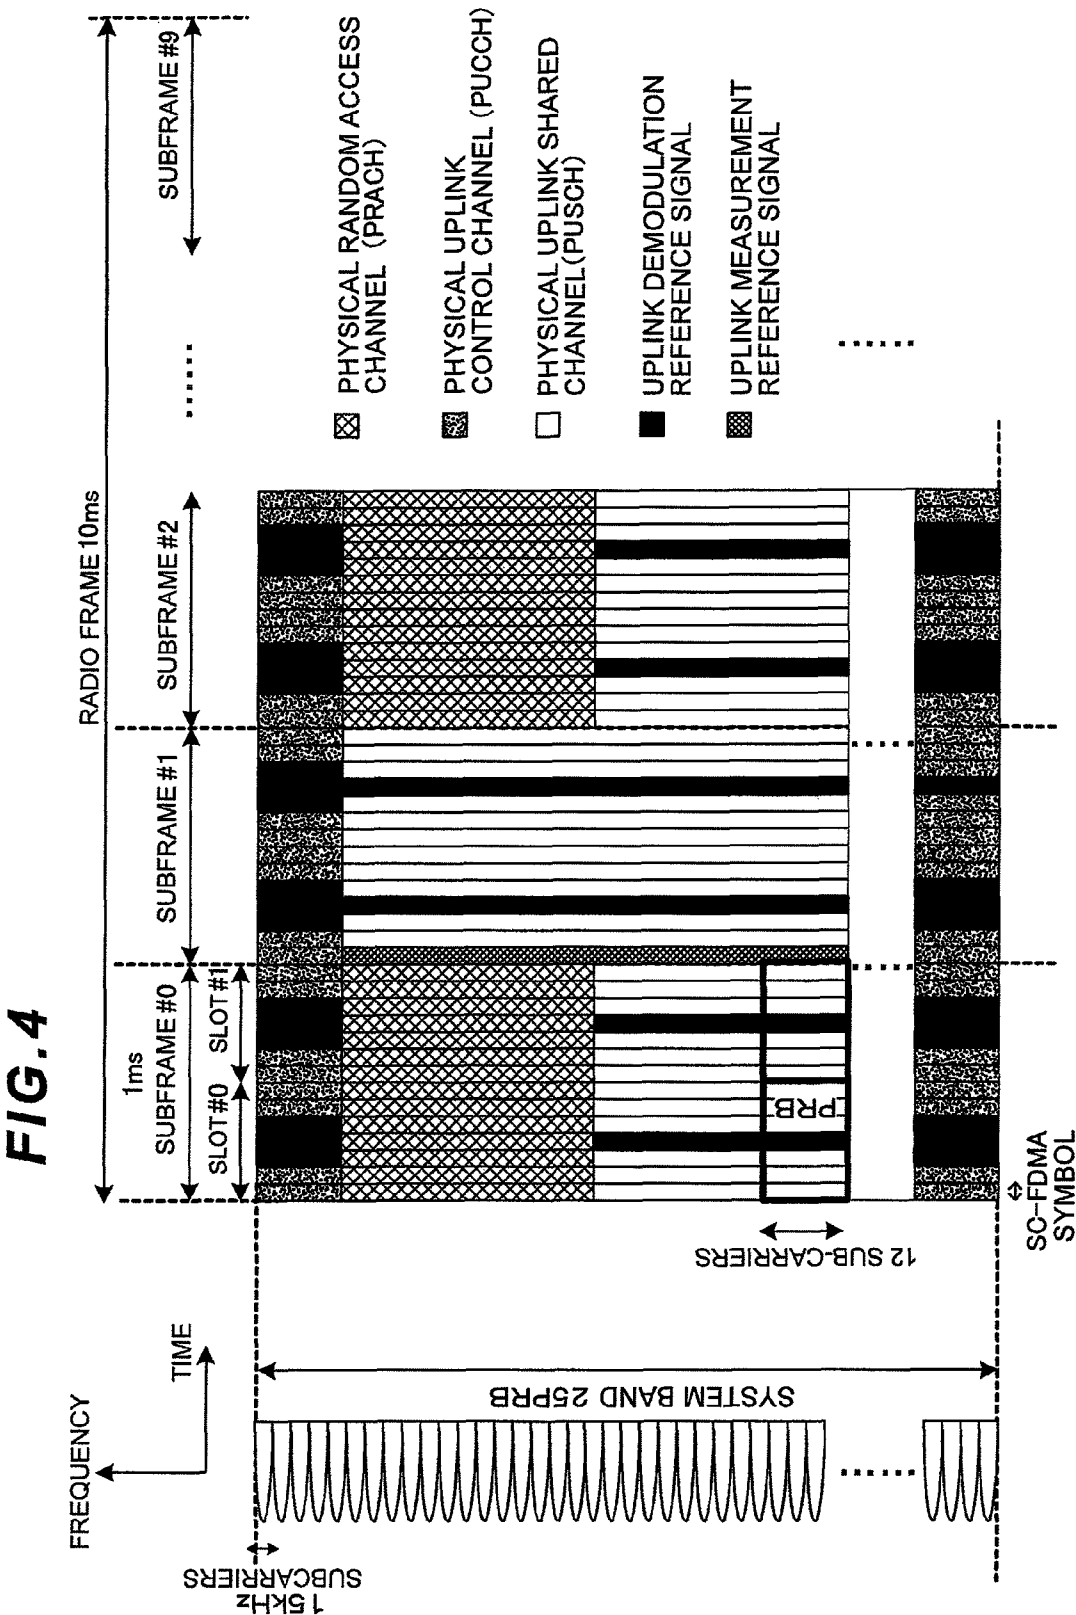 FIG.4
RADIO FRAME 10ms
1ms
SUBFRAME #0
SUBFRAME #1
SUBFRAME #2
......
SUBFRAME #9
SLOT #0
SLOT #1
FREQUENCY
TIME
15kHz
SUBCARRIERS
SYSTEM BAND 25PRB
12 SUB-CARRIERS
PRB
SC-FDMA
SYMBOL
PHYSICAL RANDOM ACCESS
CHANNEL (PRACH)
PHYSICAL UPLINK
CONTROL CHANNEL (PUCCH)
PHYSICAL UPLINK SHARED
CHANNEL(PUSCH)
UPLINK DEMODULATION
REFERENCE SIGNAL
UPLINK MEASUREMENT
REFERENCE SIGNAL